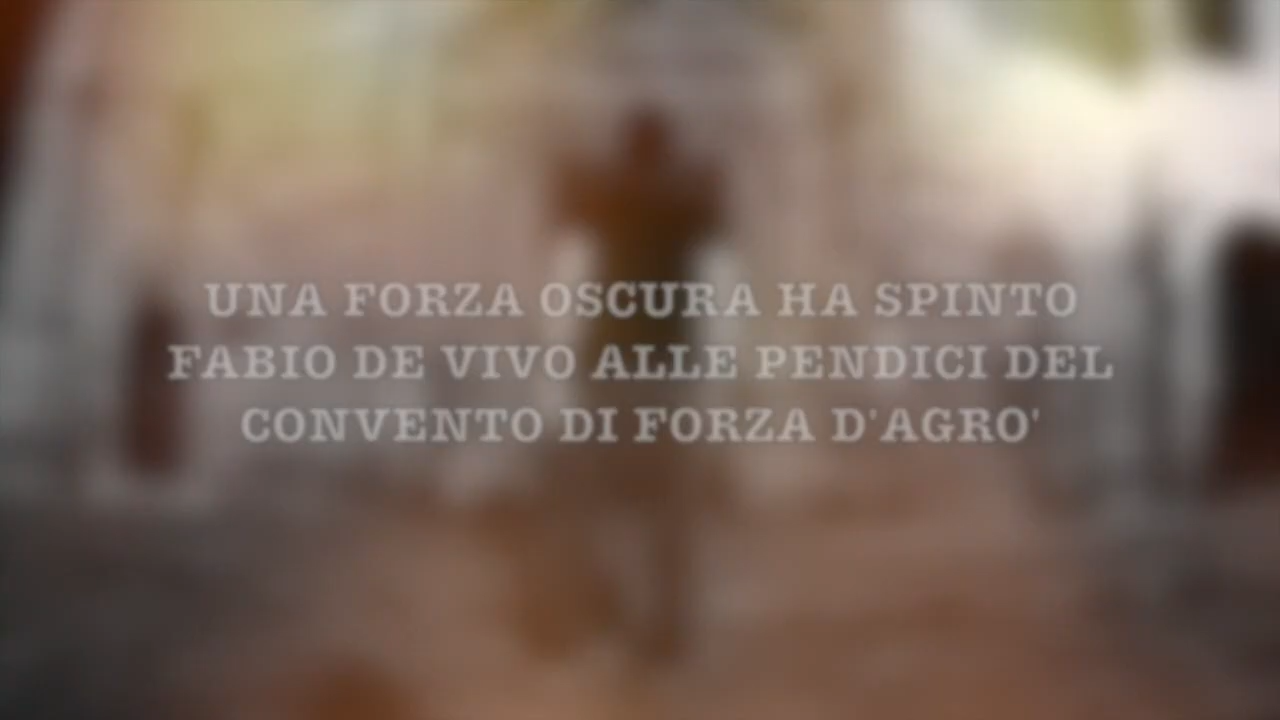 UNA FORZA OSCURA HA SPINTO
FABIO DE VIVO ALLE PENDICI DEL
CONVENTO DI FORZA D'AGRO'